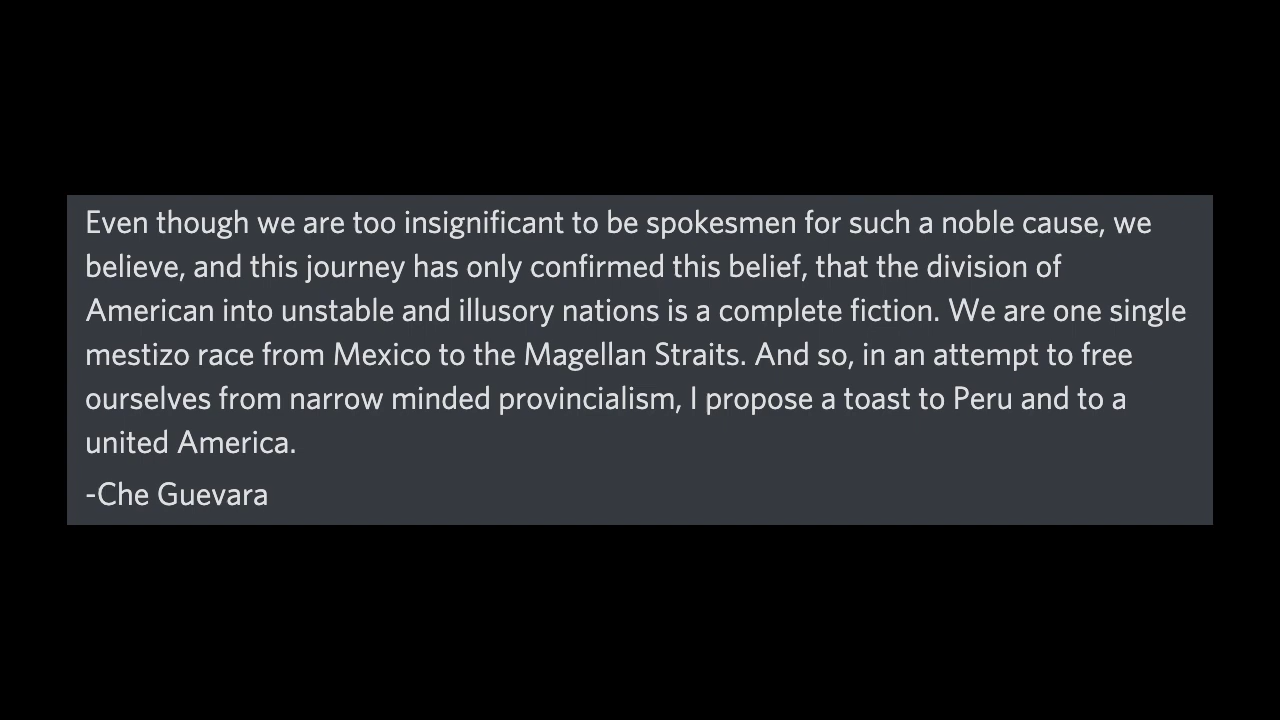 Even though we are too insignificant to be spokesmen for such a noble cause, we
believe, and this journey has only confirmed this belief, that the division of
American into unstable and illusory nations is a complete fiction. We are one single
mestizo race from Mexico to the Magellan Straits. And so, in an attempt to free
ourselves from narrow minded provincialism, I propose a toast to Peru and to a
united America.
-Che Guevara